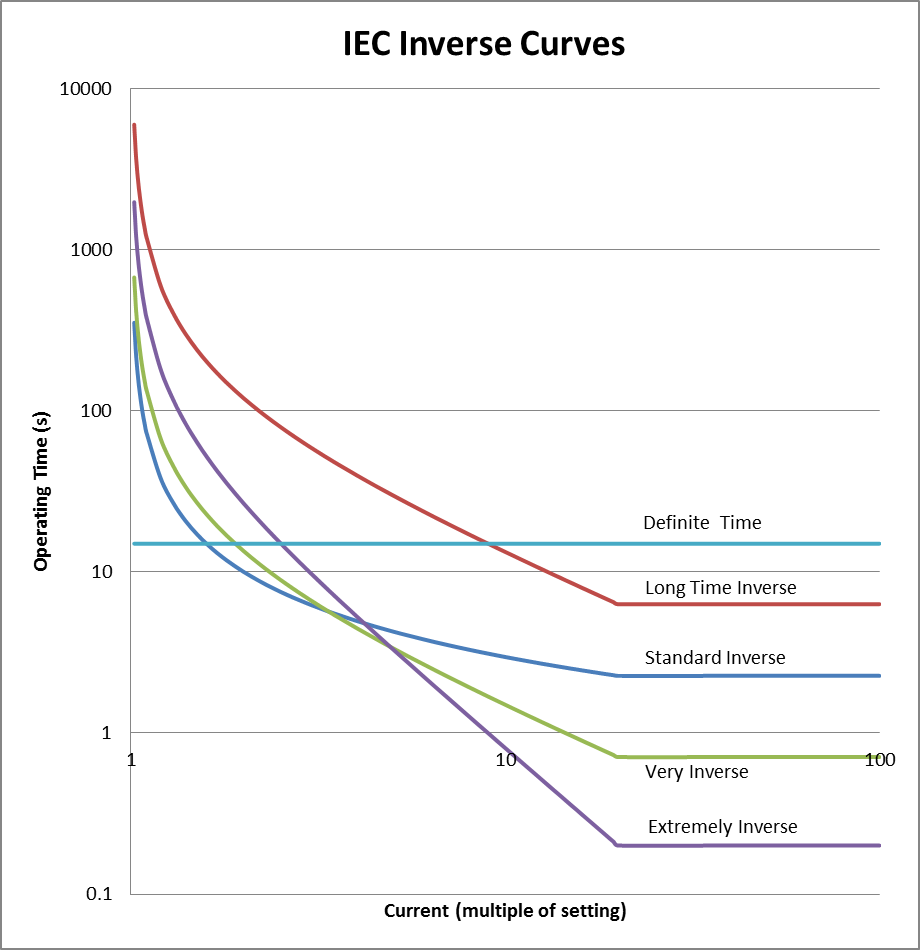 IEC Inverse Curves
10000
1000
100
10
1
0.1
Operating Time (s)
Definite  Time
Long Time Inverse
Standard Inverse
Very Inverse
Extremely Inverse
1
10
100
Current (multiple of setting)